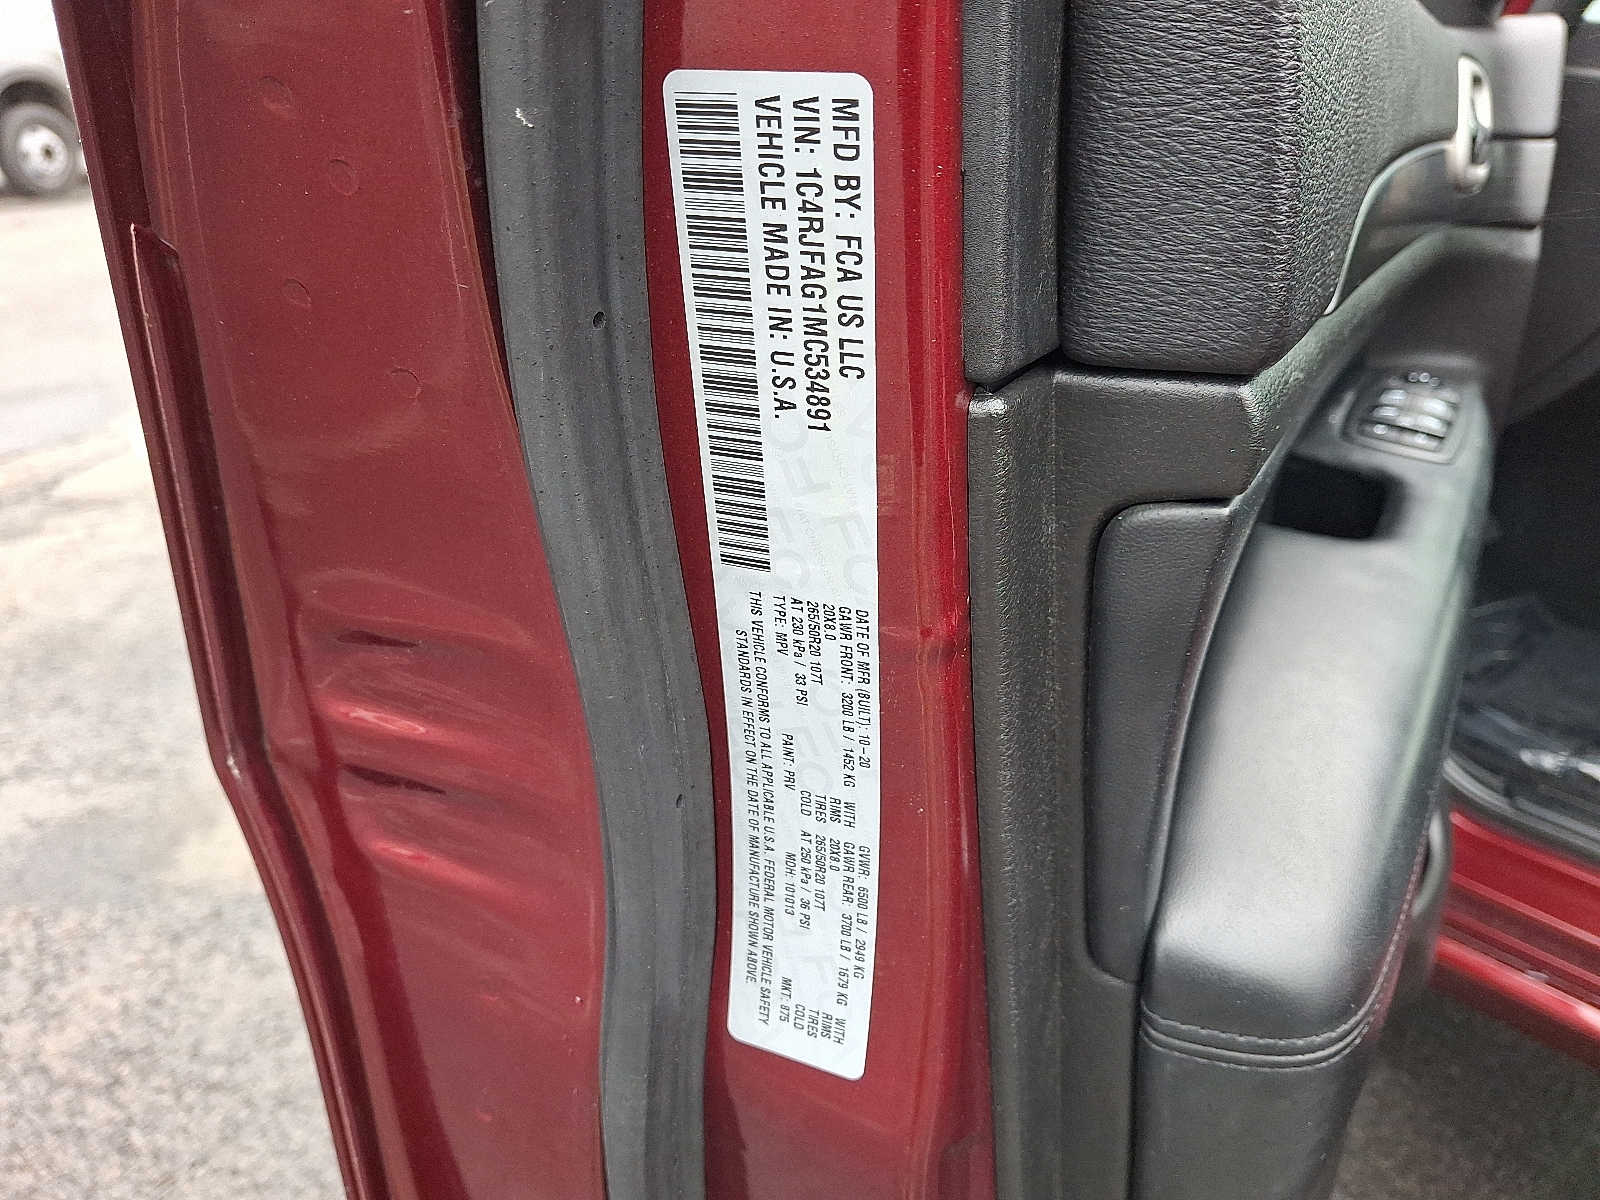 MFD BY: FCA US LLC
VIN: 1C4RJFAG1MC534891
VEHICLE MADE IN: U.S.A.
DATE OF MFR (BUILT): 10-20 GVWR: 6500 LB / 2949 KG
GAWR FRONT: 3200 LB / 1452 KG WITH GAWR REAR: 3700 LB / 1679 KG WITH
20X8.0 RIMS 20X8.0 RIMS
265/50R20 107T TIRES 265/50R20 107T TIRES
AT 230 kPa / 33 PSI COLD AT 250 kPa / 36 PSI COLD
TYPE: MPV PAINT: PRV MDH: 101013 MKT: 875
THIS VEHICLE CONFORMS TO ALL APPLICABLE U.S.A. FEDERAL MOTOR VEHICLE SAFETY
STANDARDS IN EFFECT ON THE DATE OF MANUFACTURE SHOWN ABOVE.